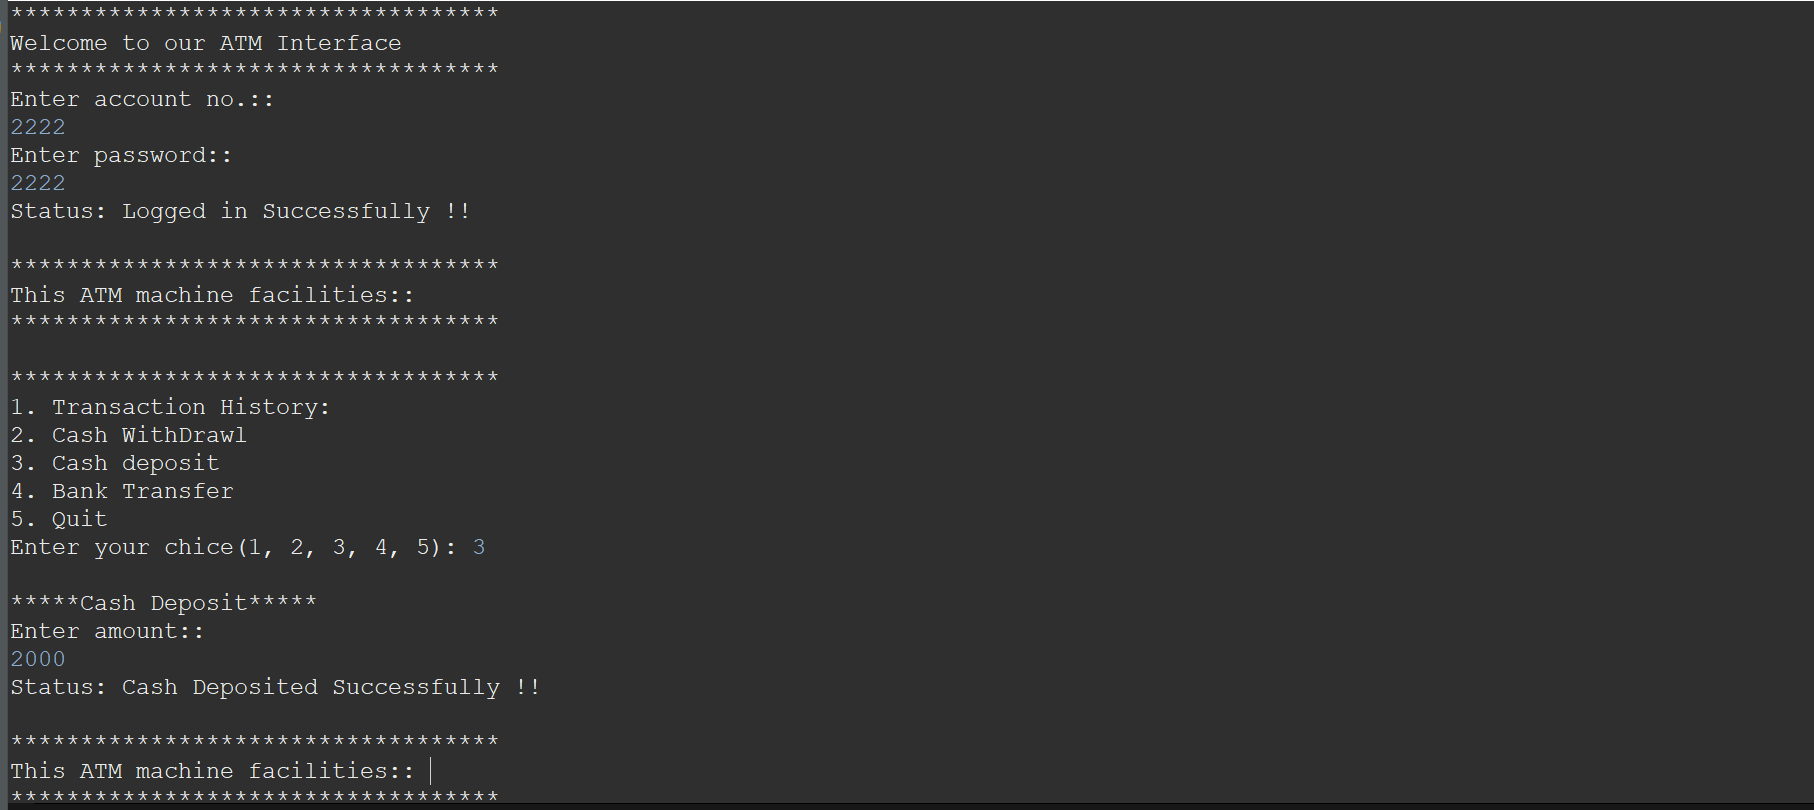 ***********************************
Welcome to our ATM Interface
***********************************
Enter account no.::
2222
Enter password::
2222
Status: Logged in Successfully !!
***********************************
This ATM machine facilities::
***********************************
***********************************
1. Transaction History:
2. Cash WithDrawl
3. Cash deposit
4. Bank Transfer
5. Quit
Enter your chice(1, 2, 3, 4, 5): 3
*****Cash Deposit*****
Enter amount::
2000
Status: Cash Deposited Successfully !!
***********************************
This ATM machine facilities::
***********************************